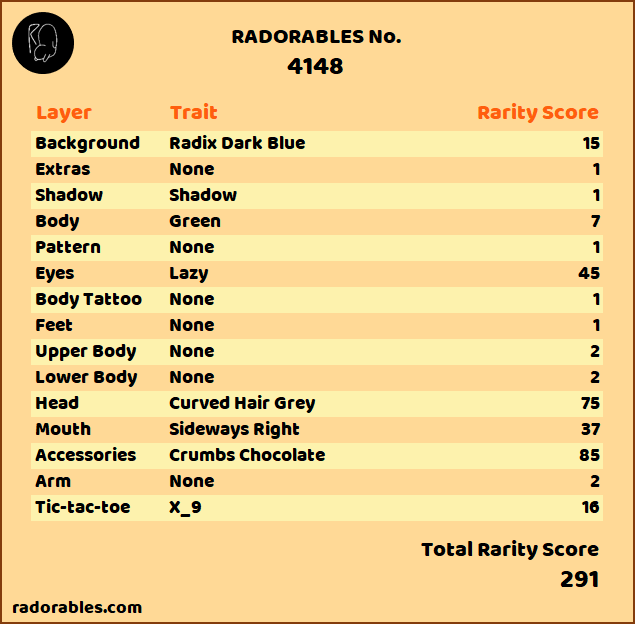 RADORABLES No.
4148
Layer Trait Rarity Score
Background Radix Dark Blue 15
Extras None 1
Shadow Shadow 1
Body Green 7
Pattern None 1
Eyes Lazy 45
Body Tattoo None 1
Feet None 1
Upper Body None 2
Lower Body None 2
Head Curved Hair Grey 75
Mouth Sideways Right 37
Accessories Crumbs Chocolate 85
Arm None 2
Tic-tac-toe X_9 16
Total Rarity Score
291
radorables.com